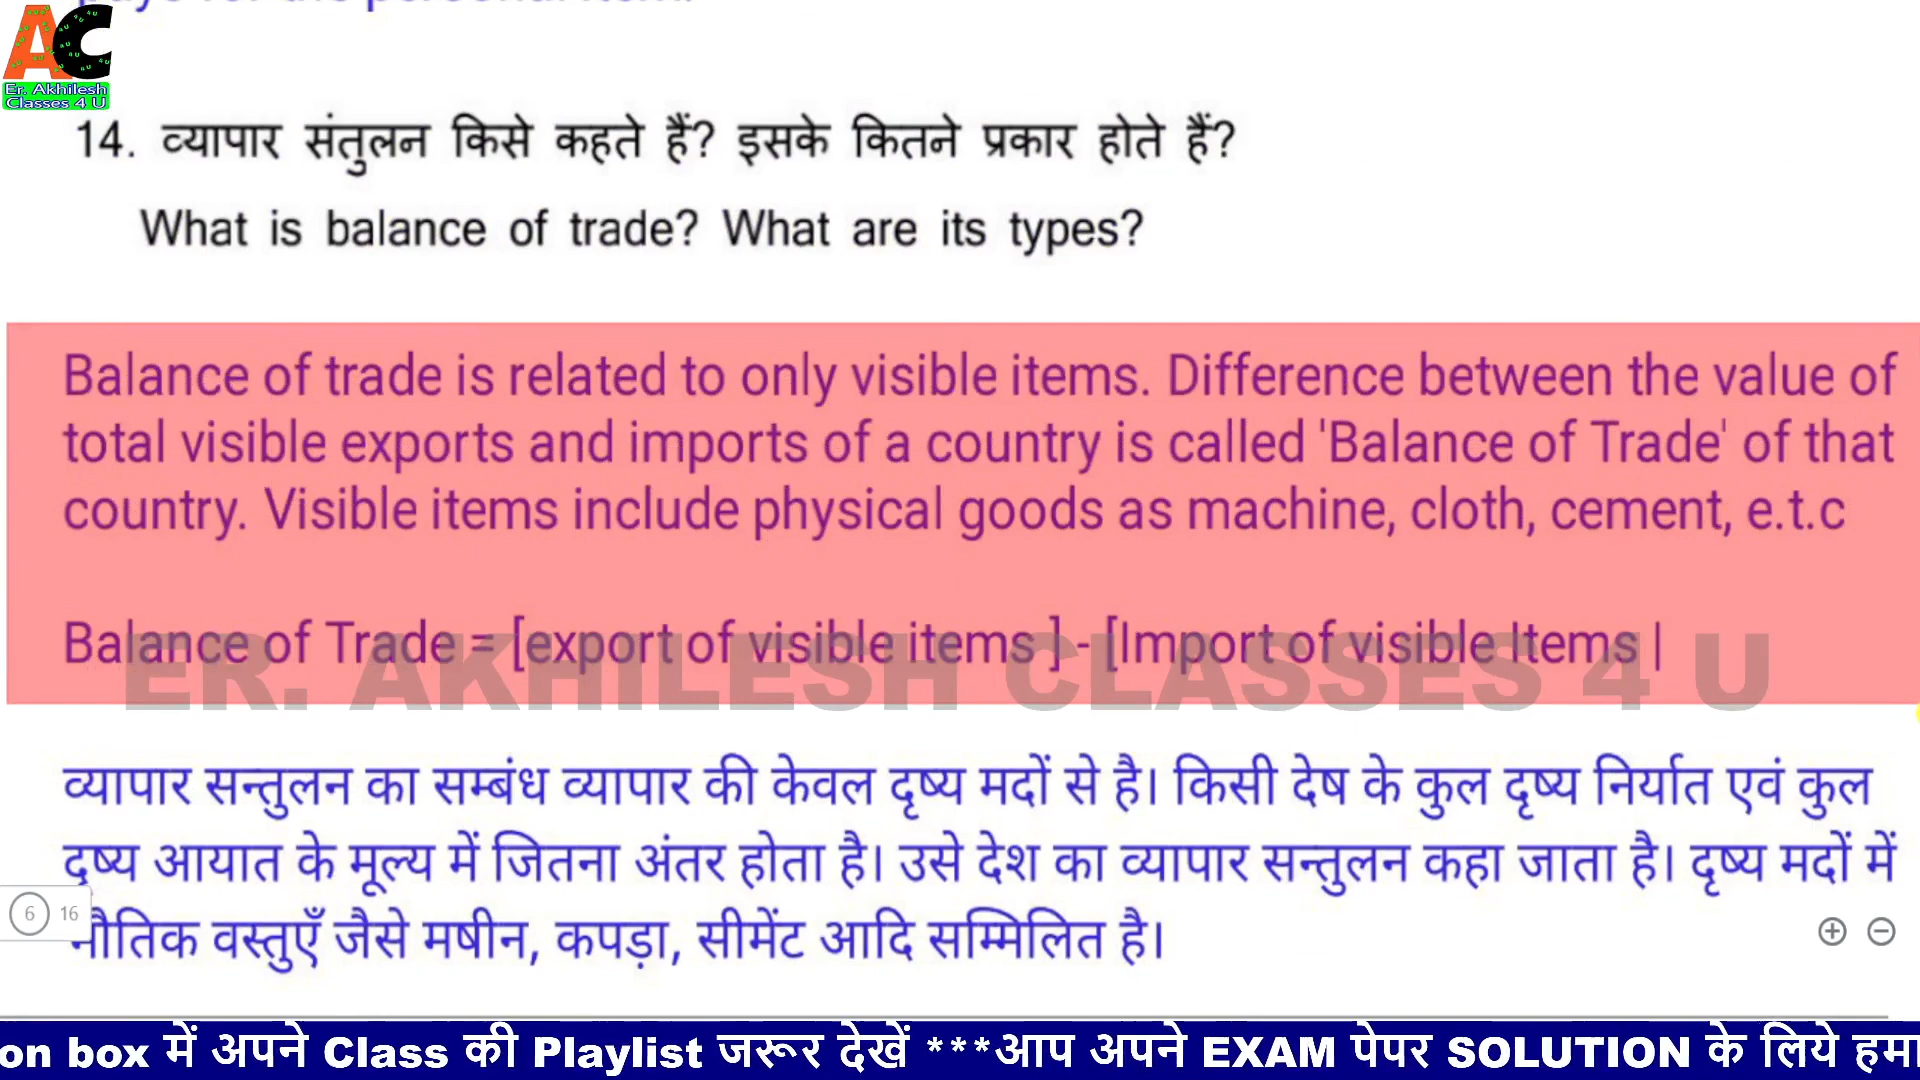 AC
Er. Akhilesh
Classes 4 U
14. व्यापार संतुलन किसे कहते हैं? इसके कितने प्रकार होते हैं?
What is balance of trade? What are its types?
Balance of trade is related to only visible items. Difference between the value of
total visible exports and imports of a country is called 'Balance of Trade' of that
country. Visible items include physical goods as machine, cloth, cement, e.t.c
Balance of Trade = [export of visible items ] - [Import of visible Items |
ER. AKHILESH CLASSES 4 U
व्यापार सन्तुलन का सम्बंध व्यापार की केवल दृष्य मदों से है। किसी देष के कुल दृष्य निर्यात एवं कुल
दृष्य आयात के मूल्य में जितना अंतर होता है। उसे देश का व्यापार सन्तुलन कहा जाता है। दृष्य मदों में
भौतिक वस्तुएँ जैसे मषीन, कपड़ा, सीमेंट आदि सम्मिलित है।
6 16
on box में अपने Class की Playlist जरूर देखें ***आप अपने EXAM पेपर SOLUTION के लिये हमा